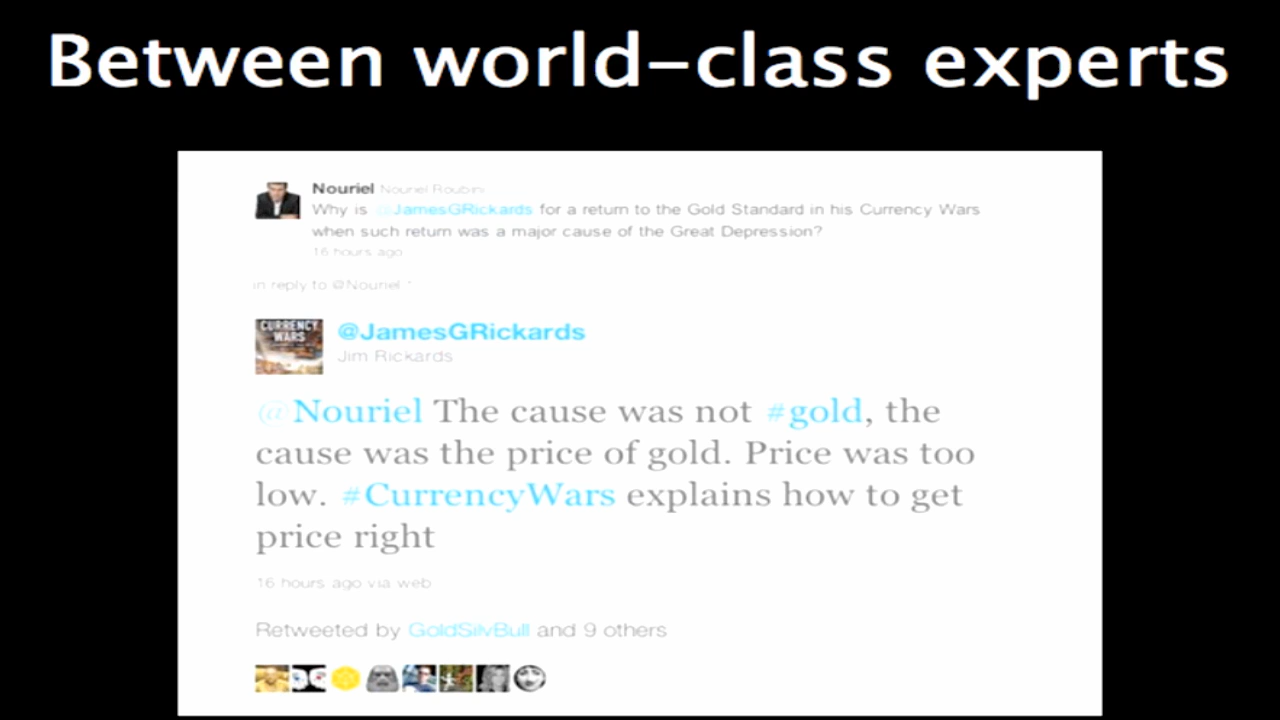 Between world-class experts
Nouriel Nouriel Roubini
Why is @JamesGRickards for a return to the Gold Standard in his Currency Wars
when such return was a major cause of the Great Depression?
16 hours ago
in reply to @Nouriel
CURRENCY
WARS
@JamesGRickards
Jim Rickards
@Nouriel The cause was not #gold, the
cause was the price of gold. Price was too
low. #CurrencyWars explains how to get
price right
16 hours ago via web
Retweeted by GoldSilvBull and 9 others